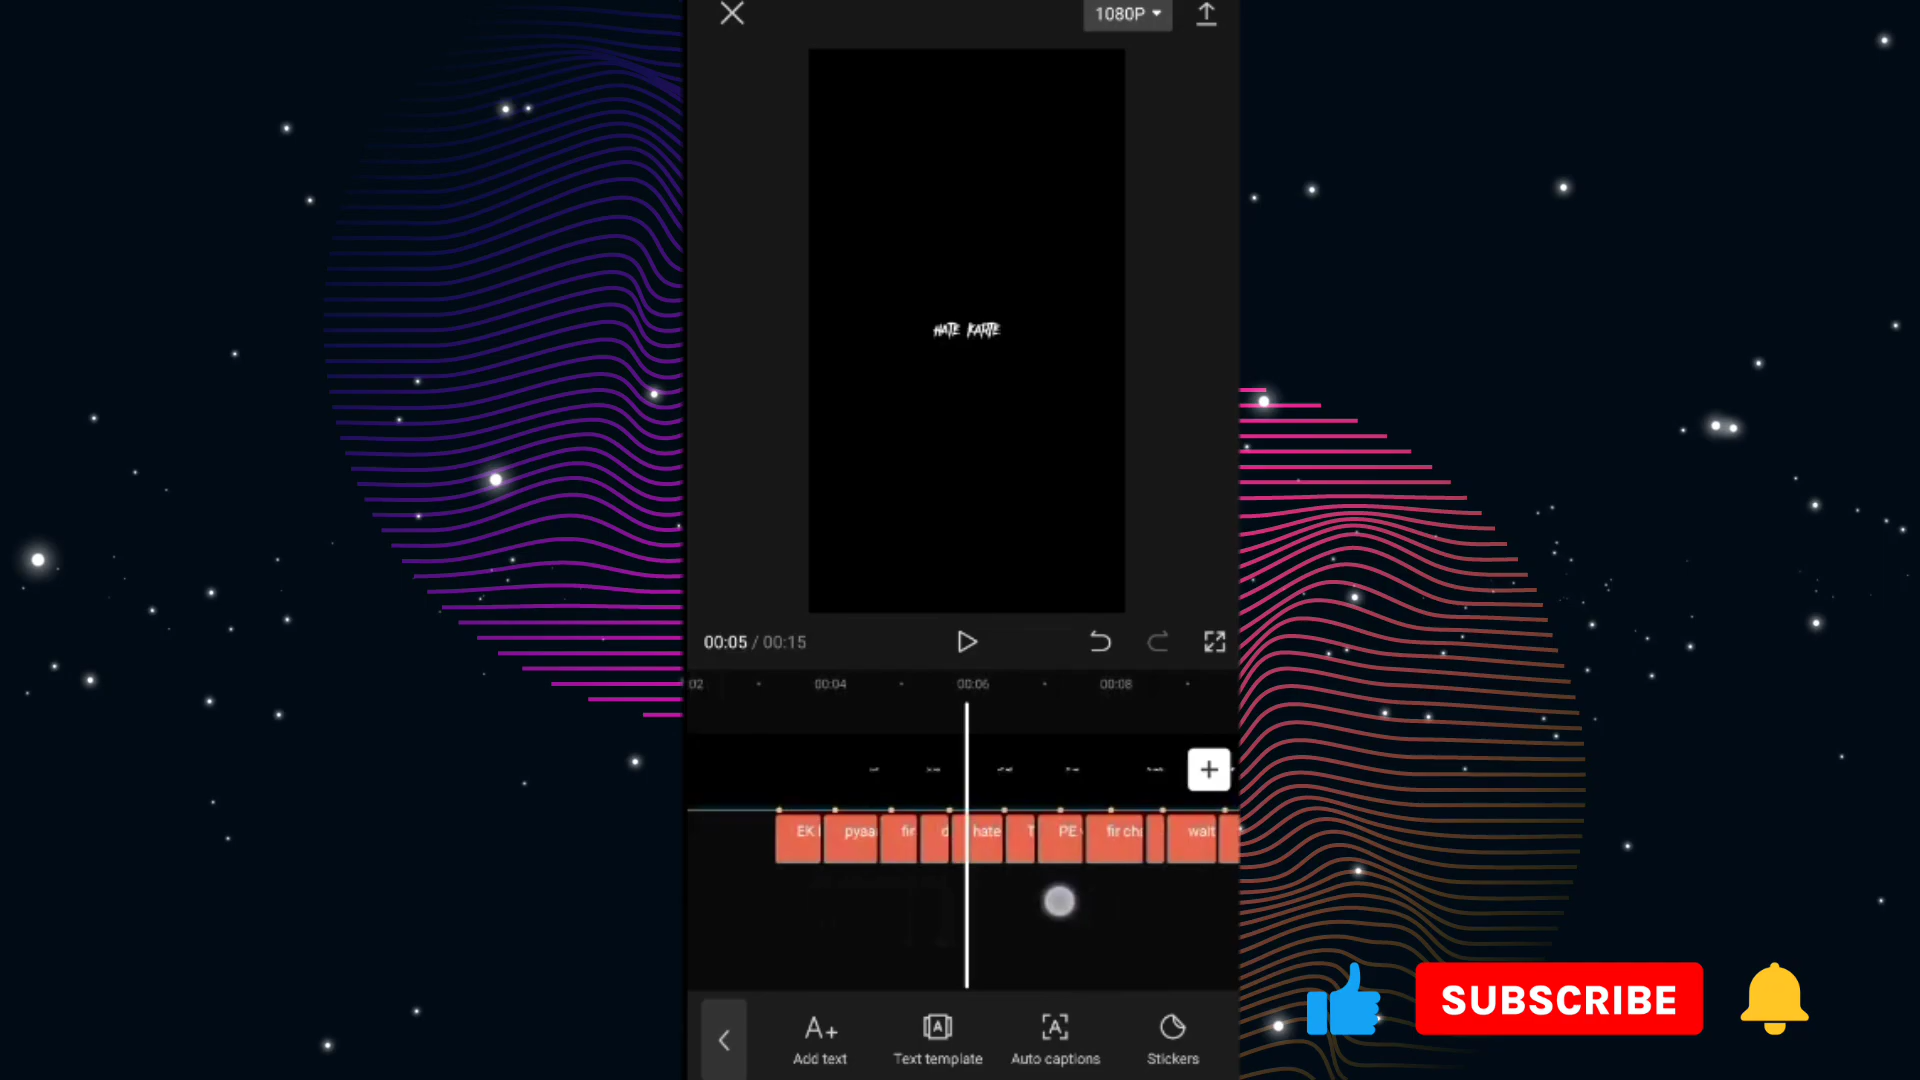 1080P
HATE KARTE
00:05 / 00:15
02 00:04 00:06 00:08
EK pyaa fir d hate T PE fir cha wait
SUBSCRIBE
Add text Text template Auto captions Stickers